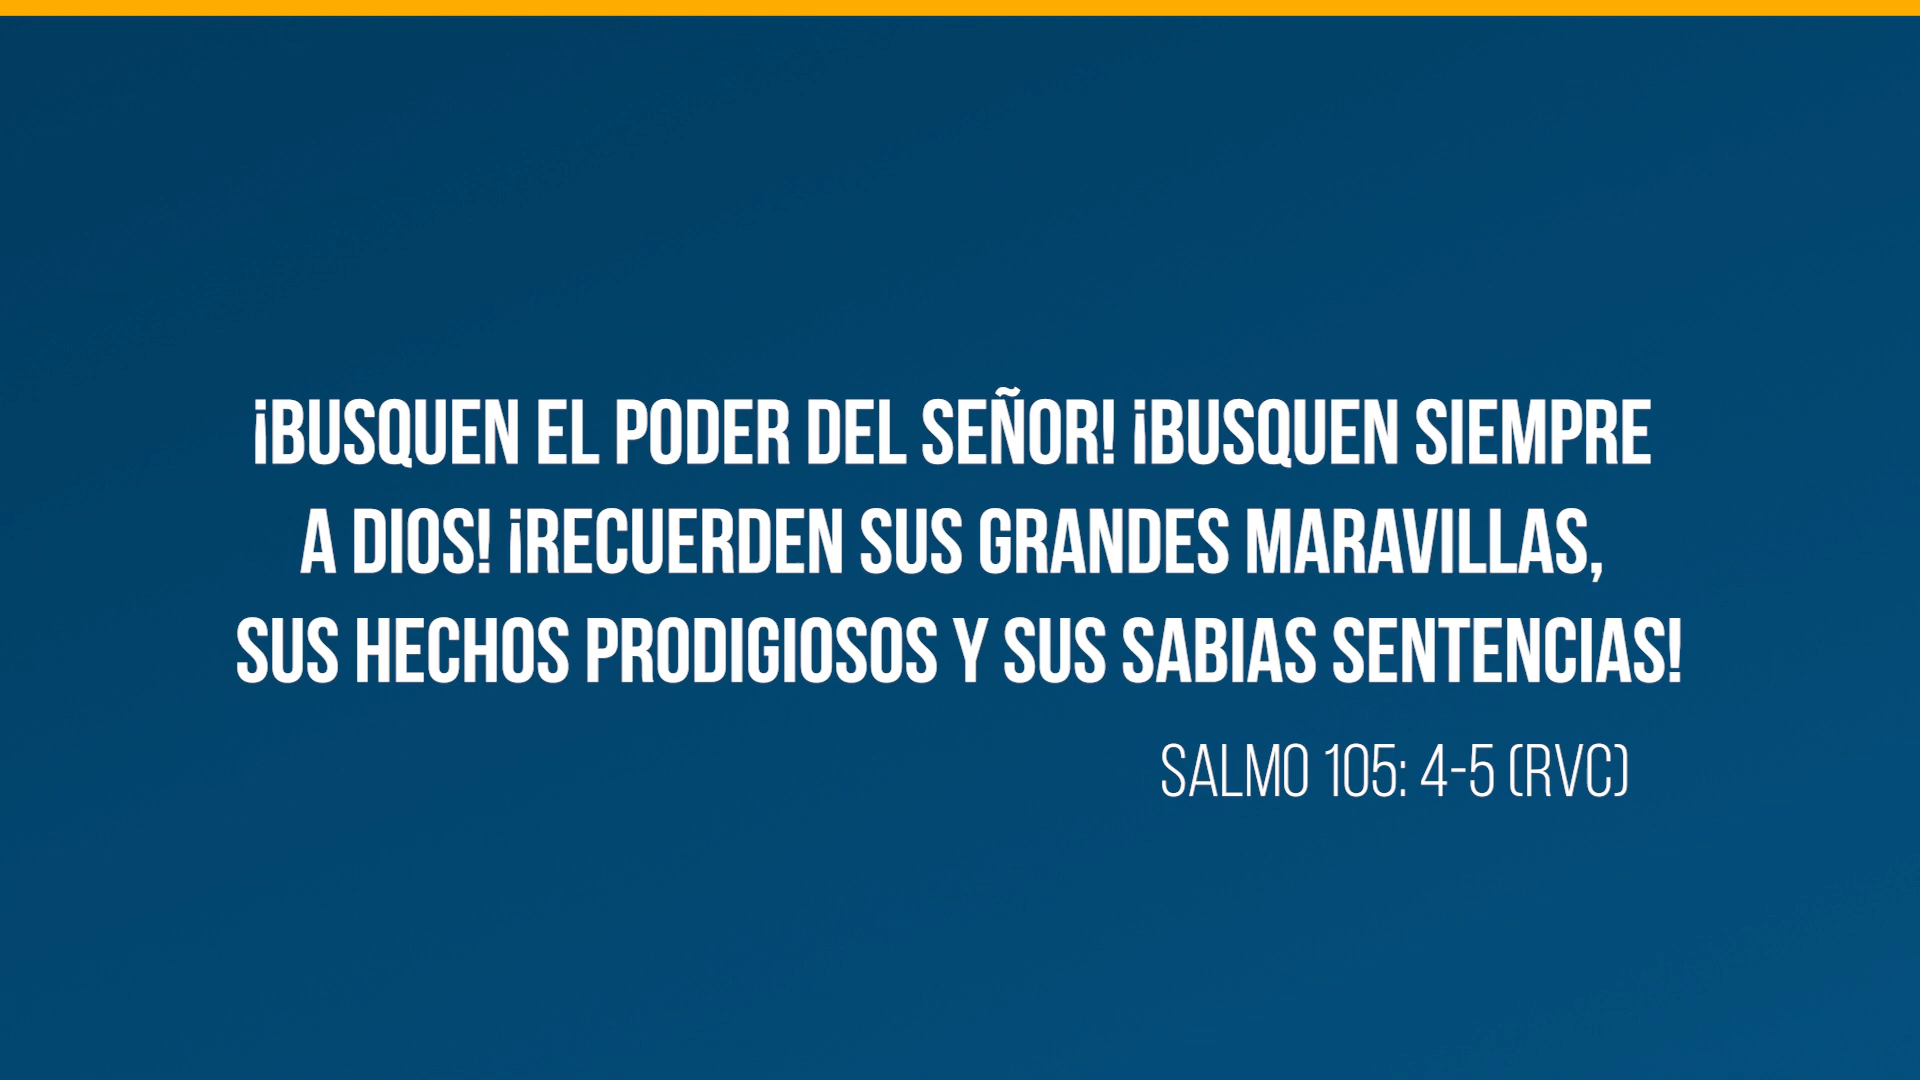 ¡BUSQUEN EL PODER DEL SEÑOR! ¡BUSQUEN SIEMPRE
A DIOS! ¡RECUERDEN SUS GRANDES MARAVILLAS,
SUS HECHOS PRODIGIOSOS Y SUS SABIAS SENTENCIAS!
SALMO 105: 4-5 (RVC)